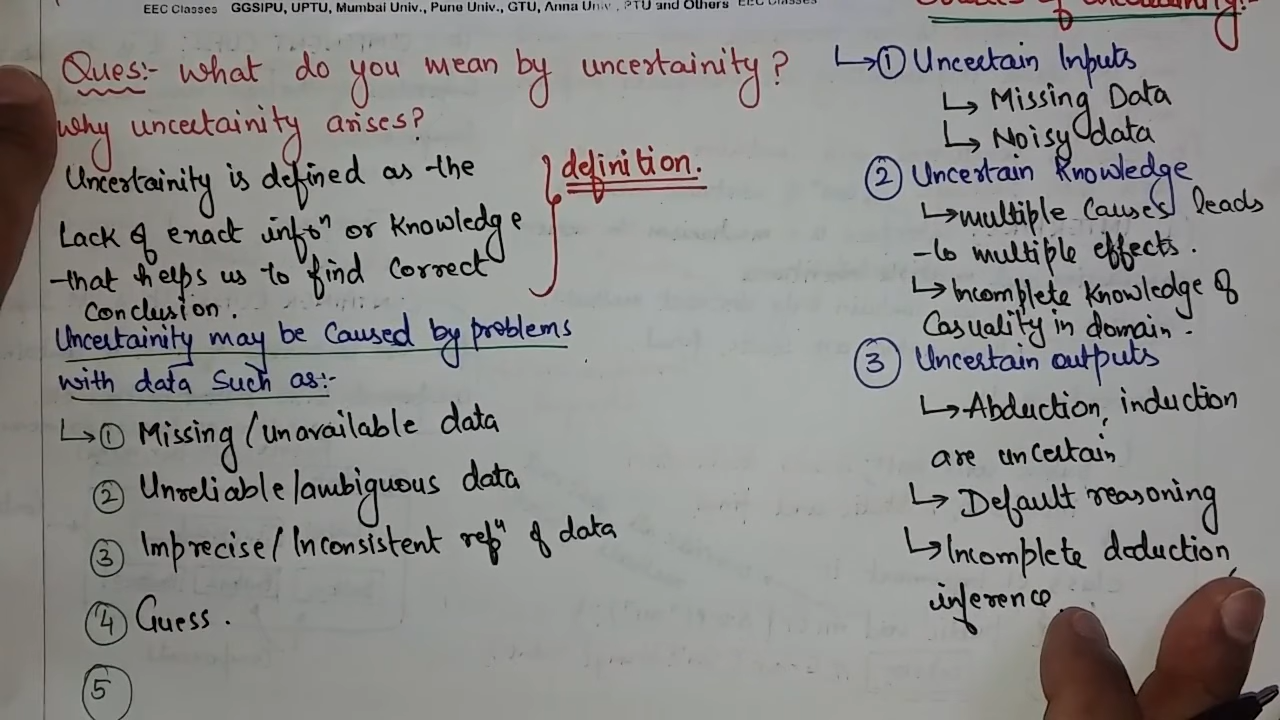 EEC Classes GGSIPU, UPTU, Mumbai Univ., Pune Univ., GTU, Anna Univ., PTU and Others EEC Classes
Ques:- What do you mean by uncertainity?
Why uncertainity arises?
Uncertainity is defined as the
Lack of exact infoⁿ or Knowledge
that helps us to find Correct
Conclusion.
definition.
Uncertainity may be Caused by problems
with data Such as:-
↳ ① Missing/unavailable data
② Unreliable/ambiguous data
③ Imprecise/Inconsistent repⁿ of data
④ Guess.
⑤
↳ ① Uncertain Inputs
↳ Missing Data
↳ Noisy data
② Uncertain Knowledge
↳ multiple Causes leads
to multiple effects.
↳ Incomplete Knowledge of
Casuality in domain.
③ Uncertain outputs
↳ Abduction, induction
are uncertain
↳ Default reasoning
↳ Incomplete deduction
inference